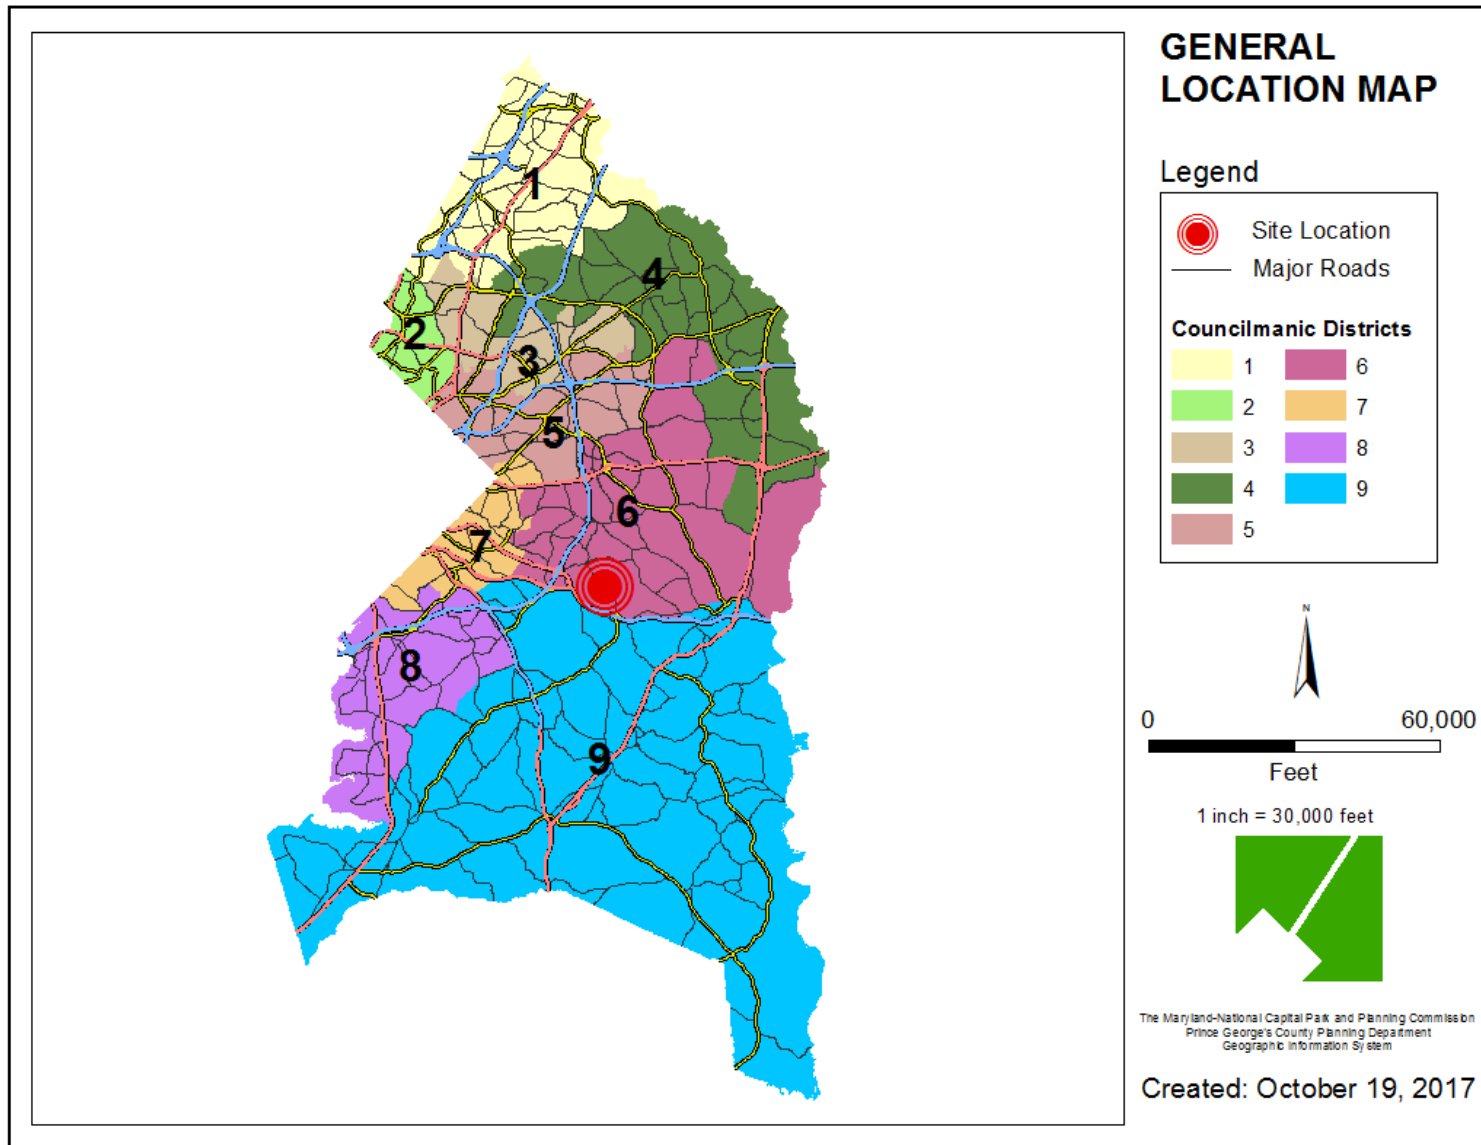 GENERAL
LOCATION MAP
Legend
Site Location
Major Roads
Councilmanic Districts
1 6
2 7
3 8
4 9
5
1
4
2
3
5
6
7
8
9
N
0 60,000
Feet
1 inch = 30,000 feet
The Maryland-National Capital Park and Planning Commission
Prince George's County Planning Department
Geographic Information System
Created: October 19, 2017